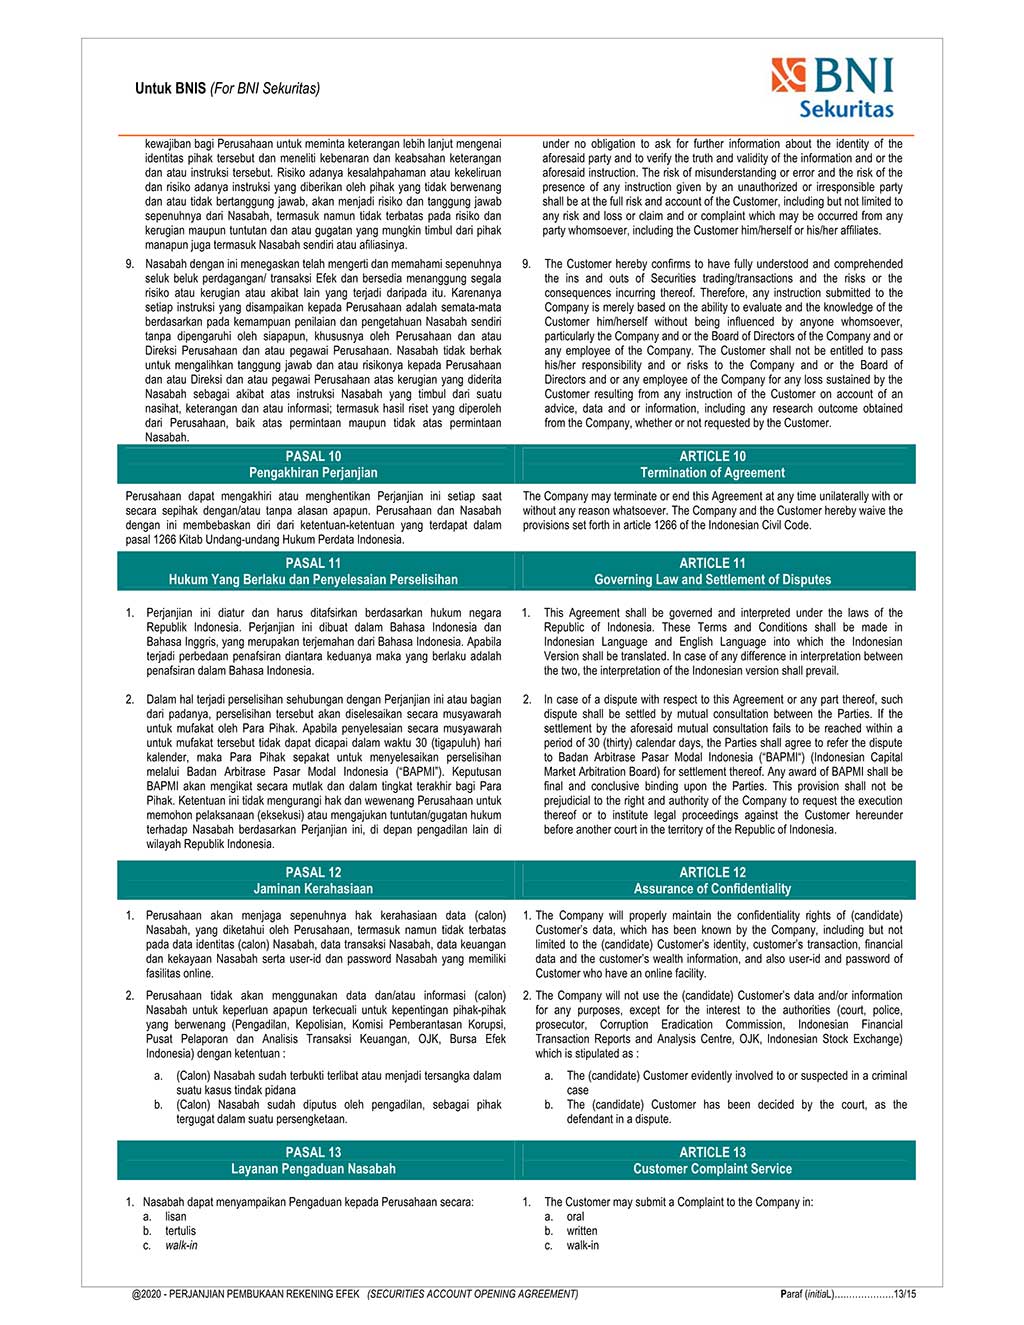 Untuk BNIS (For BNI Sekuritas)
BNI
Sekuritas
kewajiban bagi Perusahaan untuk meminta keterangan lebih lanjut mengenai
identitas pihak tersebut dan meneliti kebenaran dan keabsahan keterangan
dan atau instruksi tersebut. Risiko adanya kesalahpahaman atau kekeliruan
dan risiko adanya instruksi yang diberikan oleh pihak yang tidak berwenang
dan atau tidak bertanggung jawab, akan menjadi risiko dan tanggung jawab
sepenuhnya dari Nasabah, termasuk namun tidak terbatas pada risiko dan
kerugian maupun tuntutan dan atau gugatan yang mungkin timbul dari pihak
manapun juga termasuk Nasabah sendiri atau afiliasinya.
9. Nasabah dengan ini menegaskan telah mengerti dan memahami sepenuhnya
seluk beluk perdagangan/ transaksi Efek dan bersedia menanggung segala
risiko atau kerugian atau akibat lain yang terjadi daripada itu. Karenanya
setiap instruksi yang disampaikan kepada Perusahaan adalah semata-mata
berdasarkan pada kemampuan penilaian dan pengetahuan Nasabah sendiri
tanpa dipengaruhi oleh siapapun, khususnya oleh Perusahaan dan atau
Direksi Perusahaan dan atau pegawai Perusahaan. Nasabah tidak berhak
untuk mengalihkan tanggung jawab dan atau risikonya kepada Perusahaan
dan atau Direksi dan atau pegawai Perusahaan atas kerugian yang diderita
Nasabah sebagai akibat atas instruksi Nasabah yang timbul dari suatu
nasihat, keterangan dan atau informasi; termasuk hasil riset yang diperoleh
dari Perusahaan, baik atas permintaan maupun tidak atas permintaan
Nasabah.
under no obligation to ask for further information about the identity of the
aforesaid party and to verify the truth and validity of the information and or the
aforesaid instruction. The risk of misunderstanding or error and the risk of the
presence of any instruction given by an unauthorized or irresponsible party
shall be at the full risk and account of the Customer, including but not limited to
any risk and loss or claim and or complaint which may be occurred from any
party whomsoever, including the Customer him/herself or his/her affiliates.
9. The Customer hereby confirms to have fully understood and comprehended
the ins and outs of Securities trading/transactions and the risks or the
consequences incurring thereof. Therefore, any instruction submitted to the
Company is merely based on the ability to evaluate and the knowledge of the
Customer him/herself without being influenced by anyone whomsoever,
particularly the Company and or the Board of Directors of the Company and or
any employee of the Company. The Customer shall not be entitled to pass
his/her responsibility and or risks to the Company and or the Board of
Directors and or any employee of the Company for any loss sustained by the
Customer resulting from any instruction of the Customer on account of an
advice, data and or information, including any research outcome obtained
from the Company, whether or not requested by the Customer.
PASAL 10
Pengakhiran Perjanjian
ARTICLE 10
Termination of Agreement
Perusahaan dapat mengakhiri atau menghentikan Perjanjian ini setiap saat
secara sepihak dengan/atau tanpa alasan apapun. Perusahaan dan Nasabah
dengan ini membebaskan diri dari ketentuan-ketentuan yang terdapat dalam
pasal 1266 Kitab Undang-undang Hukum Perdata Indonesia.
The Company may terminate or end this Agreement at any time unilaterally with or
without any reason whatsoever. The Company and the Customer hereby waive the
provisions set forth in article 1266 of the Indonesian Civil Code.
PASAL 11
Hukum Yang Berlaku dan Penyelesaian Perselisihan
ARTICLE 11
Governing Law and Settlement of Disputes
1. Perjanjian ini diatur dan harus ditafsirkan berdasarkan hukum negara
Republik Indonesia. Perjanjian ini dibuat dalam Bahasa Indonesia dan
Bahasa Inggris, yang merupakan terjemahan dari Bahasa Indonesia. Apabila
terjadi perbedaan penafsiran diantara keduanya maka yang berlaku adalah
penafsiran dalam Bahasa Indonesia.
2. Dalam hal terjadi perselisihan sehubungan dengan Perjanjian ini atau bagian
dari padanya, perselisihan tersebut akan diselesaikan secara musyawarah
untuk mufakat oleh Para Pihak. Apabila penyelesaian secara musyawarah
untuk mufakat tersebut tidak dapat dicapai dalam waktu 30 (tigapuluh) hari
kalender, maka Para Pihak sepakat untuk menyelesaikan perselisihan
melalui Badan Arbitrase Pasar Modal Indonesia (“BAPMI”). Keputusan
BAPMI akan mengikat secara mutlak dan dalam tingkat terakhir bagi Para
Pihak. Ketentuan ini tidak mengurangi hak dan wewenang Perusahaan untuk
memohon pelaksanaan (eksekusi) atau mengajukan tuntutan/gugatan hukum
terhadap Nasabah berdasarkan Perjanjian ini, di depan pengadilan lain di
wilayah Republik Indonesia.
1. This Agreement shall be governed and interpreted under the laws of the
Republic of Indonesia. These Terms and Conditions shall be made in
Indonesian Language and English Language into which the Indonesian
Version shall be translated. In case of any difference in interpretation between
the two, the interpretation of the Indonesian version shall prevail.
2. In case of a dispute with respect to this Agreement or any part thereof, such
dispute shall be settled by mutual consultation between the Parties. If the
settlement by the aforesaid mutual consultation fails to be reached within a
period of 30 (thirty) calendar days, the Parties shall agree to refer the dispute
to Badan Arbitrase Pasar Modal Indonesia (“BAPMI“) (Indonesian Capital
Market Arbitration Board) for settlement thereof. Any award of BAPMI shall be
final and conclusive binding upon the Parties. This provision shall not be
prejudicial to the right and authority of the Company to request the execution
thereof or to institute legal proceedings against the Customer hereunder
before another court in the territory of the Republic of Indonesia.
PASAL 12
Jaminan Kerahasiaan
ARTICLE 12
Assurance of Confidentiality
1. Perusahaan akan menjaga sepenuhnya hak kerahasiaan data (calon)
Nasabah, yang diketahui oleh Perusahaan, termasuk namun tidak terbatas
pada data identitas (calon) Nasabah, data transaksi Nasabah, data keuangan
dan kekayaan Nasabah serta user-id dan password Nasabah yang memiliki
fasilitas online.
2. Perusahaan tidak akan menggunakan data dan/atau informasi (calon)
Nasabah untuk keperluan apapun terkecuali untuk kepentingan pihak-pihak
yang berwenang (Pengadilan, Kepolisian, Komisi Pemberantasan Korupsi,
Pusat Pelaporan dan Analisis Transaksi Keuangan, OJK, Bursa Efek
Indonesia) dengan ketentuan :
a. (Calon) Nasabah sudah terbukti terlibat atau menjadi tersangka dalam
suatu kasus tindak pidana
b. (Calon) Nasabah sudah diputus oleh pengadilan, sebagai pihak
tergugat dalam suatu persengketaan.
1. The Company will properly maintain the confidentiality rights of (candidate)
Customer’s data, which has been known by the Company, including but not
limited to the (candidate) Customer’s identity, customer’s transaction, financial
data and the customer’s wealth information, and also user-id and password of
Customer who have an online facility.
2. The Company will not use the (candidate) Customer’s data and/or information
for any purposes, except for the interest to the authorities (court, police,
prosecutor, Corruption Eradication Commission, Indonesian Financial
Transaction Reports and Analysis Centre, OJK, Indonesian Stock Exchange)
which is stipulated as :
a. The (candidate) Customer evidently involved to or suspected in a criminal
case
b. The (candidate) Customer has been decided by the court, as the
defendant in a dispute.
PASAL 13
Layanan Pengaduan Nasabah
ARTICLE 13
Customer Complaint Service
1. Nasabah dapat menyampaikan Pengaduan kepada Perusahaan secara:
a. lisan
b. tertulis
c. walk-in
1. The Customer may submit a Complaint to the Company in:
a. oral
b. written
c. walk-in
@2020 - PERJANJIAN PEMBUKAAN REKENING EFEK (SECURITIES ACCOUNT OPENING AGREEMENT)
Paraf (initiaL)…………………13/15